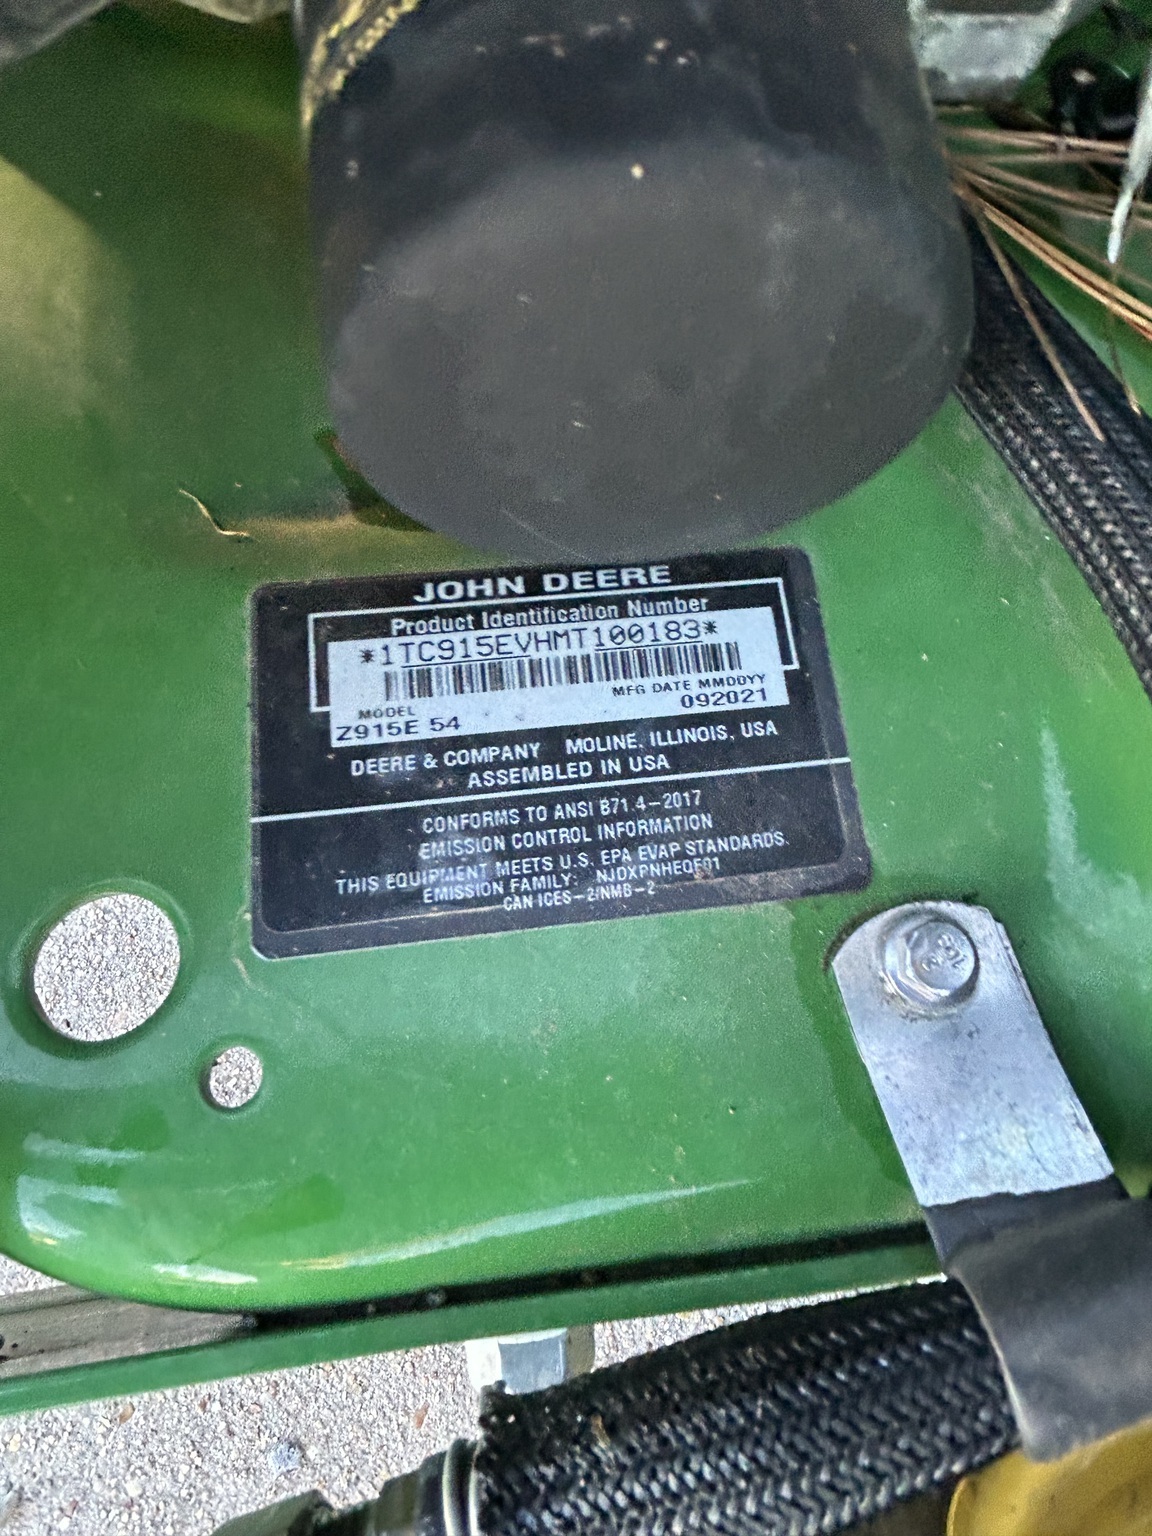 JOHN DEERE
Product Identification Number
*1TC915EVHMT100183*
MFG DATE MMDDYY
092021
MODEL
Z915E 54
DEERE & COMPANY MOLINE, ILLINOIS, USA
ASSEMBLED IN USA
CONFORMS TO ANSI B71.4-2017
EMISSION CONTROL INFORMATION
THIS EQUIPMENT MEETS U.S. EPA EVAP STANDARDS.
EMISSION FAMILY:
CAN ICES-2/NMB-2